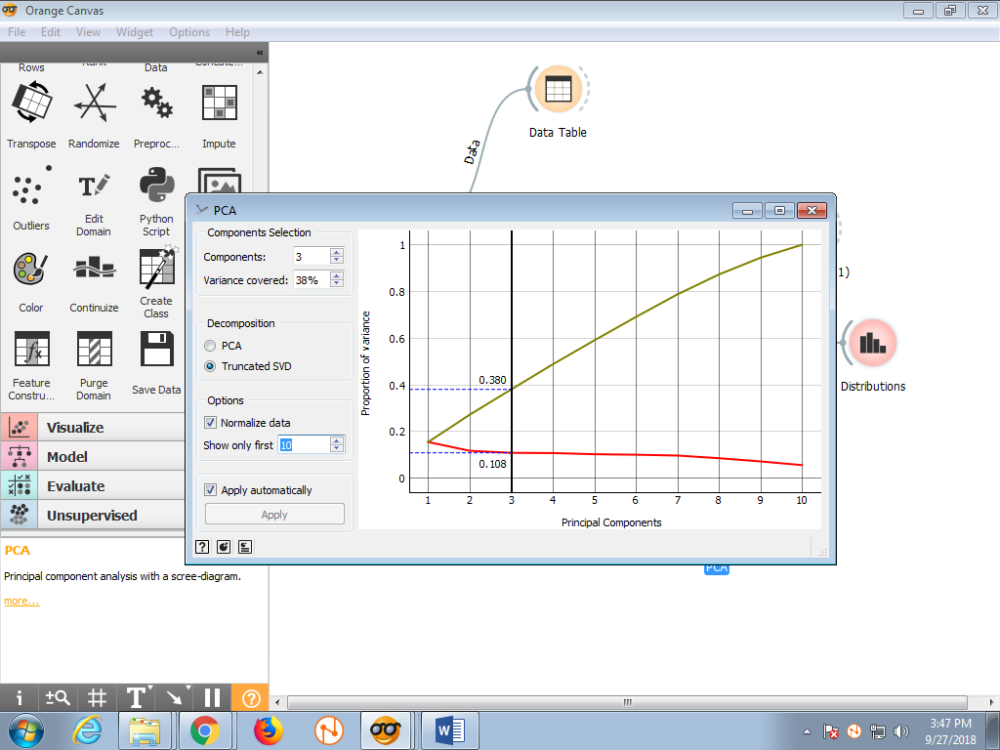 Orange Canvas
File Edit View Widget Options Help
«
Rows Data
Transpose Randomize Preproc... Impute
Outliers Edit Domain Python Script
Color Continuize Create Class
Feature Constru... Purge Domain Save Data
Visualize
Model
Evaluate
Unsupervised
PCA
Principal component analysis with a scree-diagram.
more...
Data Table
Data
1)
Distributions
PCA
PCA
Components Selection
Components: 3
Variance covered: 38%
Decomposition
PCA
Truncated SVD
Options
Normalize data
Show only first 10
Apply automatically
Apply
?
Proportion of variance
1
0.8
0.6
0.4
0.2
0
0.380
0.108
1 2 3 4 5 6 7 8 9 10
Principal Components
i T ?
W
3:47 PM
9/27/2018